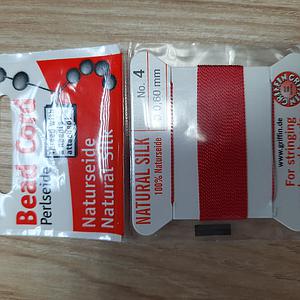 Bead Cord
Perlseide
Naturseide
Natural Silk
NATURAL SILK
100% Naturseide
No. 4
0,60 mm
GRIFFIN
www.griffin.de
For stringing